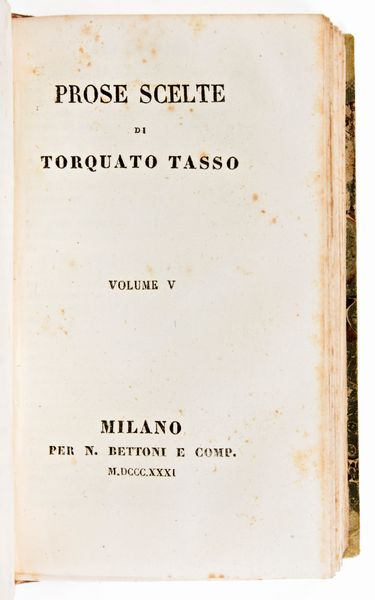 PROSE SCELTE
DI
TORQUATO TASSO
VOLUME V
MILANO
PER N. BETTONI E COMP.
M.DCCC.XXXI